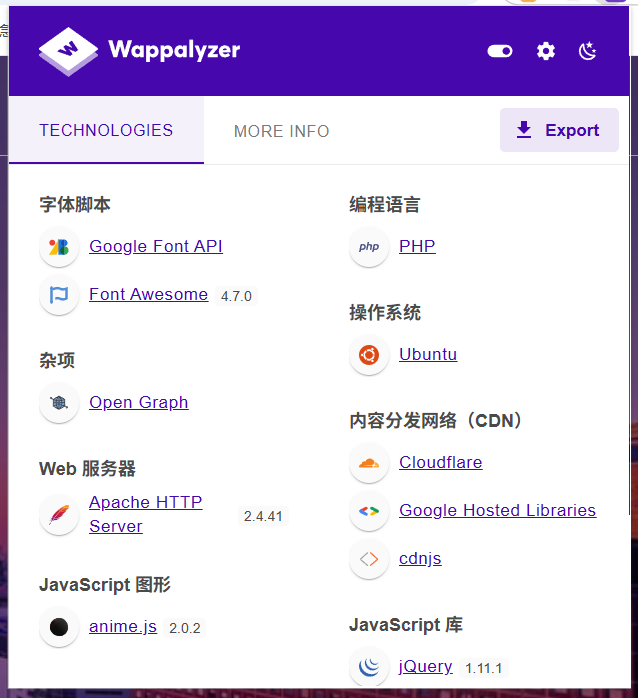 Wappalyzer
TECHNOLOGIES
MORE INFO
Export
字体脚本
Google Font API
Font Awesome 4.7.0
杂项
Open Graph
Web 服务器
Apache HTTP
Server 2.4.41
JavaScript 图形
anime.js 2.0.2
编程语言
php PHP
操作系统
Ubuntu
内容分发网络（CDN）
Cloudflare
Google Hosted Libraries
cdnjs
JavaScript 库
jQuery 1.11.1